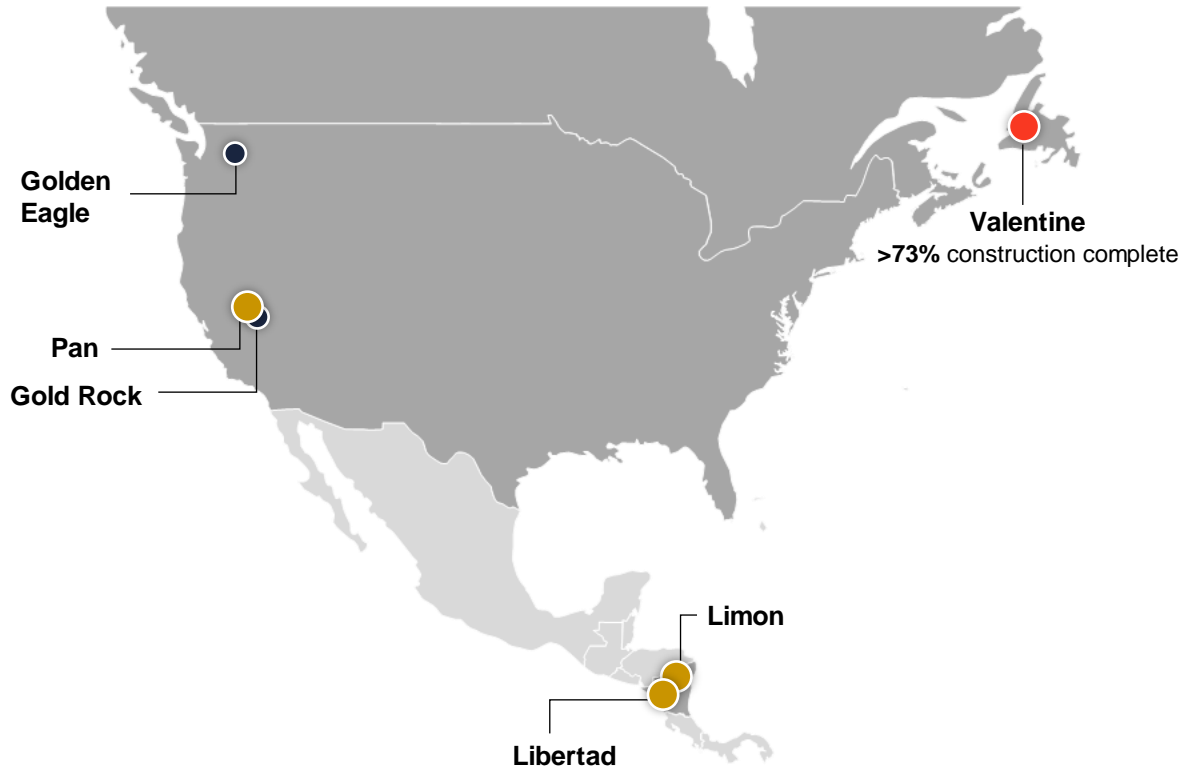 Golden
Eagle
Valentine
>73% construction complete
Pan
Gold Rock
Limon
Libertad